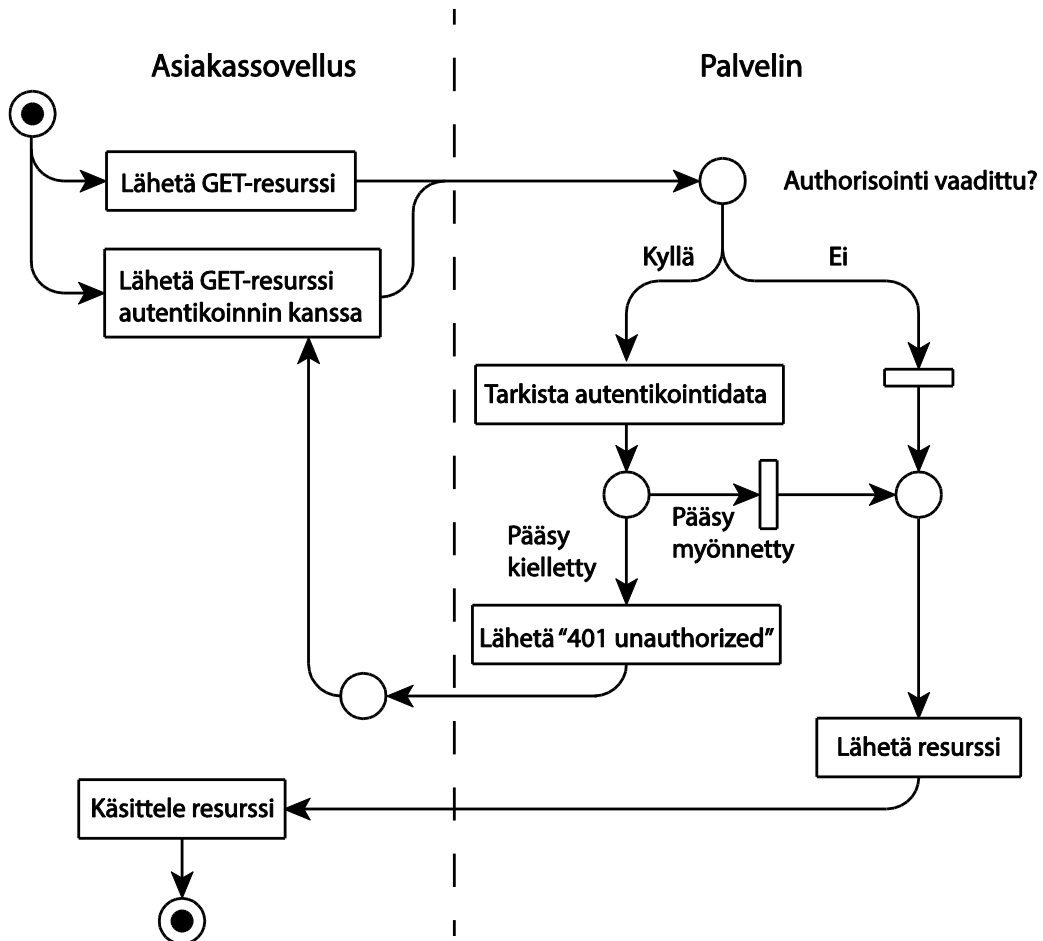 Asiakassovellus
Palvelin
Lähetä GET-resurssi
Authorisointi vaadittu?
Lähetä GET-resurssi
autentikoinnin kanssa
Kyllä
Ei
Tarkista autentikointidata
Pääsy
kielletty
Pääsy
myönnetty
Lähetä “401 unauthorized”
Lähetä resurssi
Käsittele resurssi